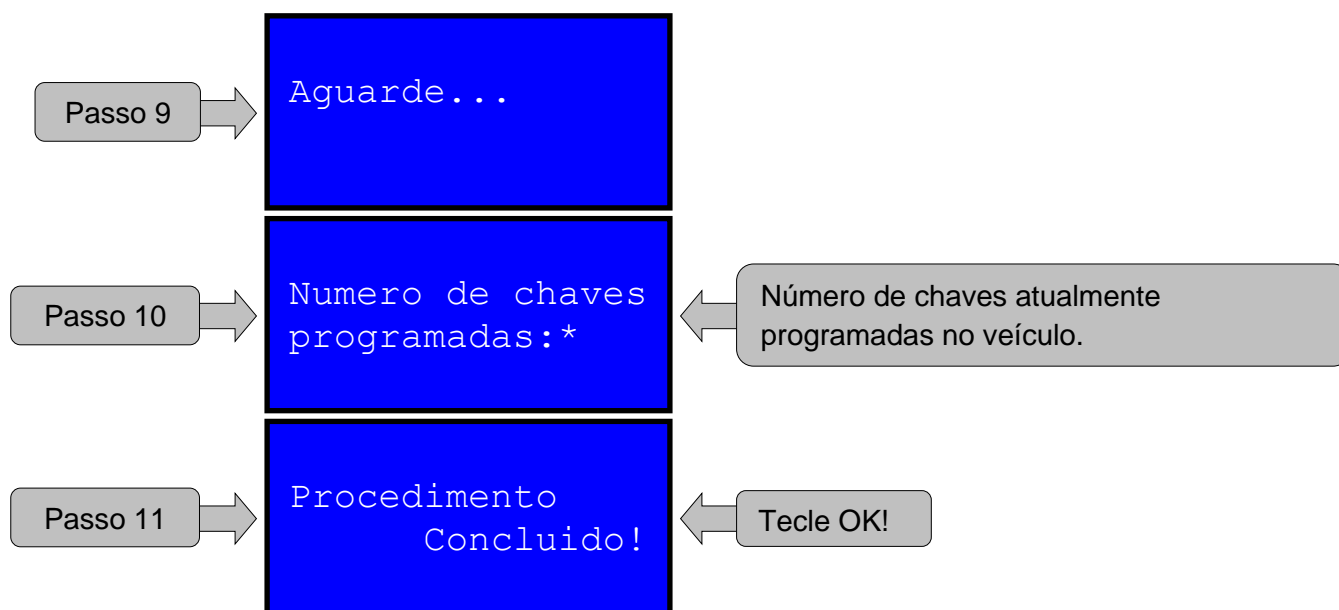 Passo 9
Aguarde...
Passo 10
Numero de chaves
programadas:*
Número de chaves atualmente
programadas no veículo.
Passo 11
Procedimento
Concluido!
Tecle OK!